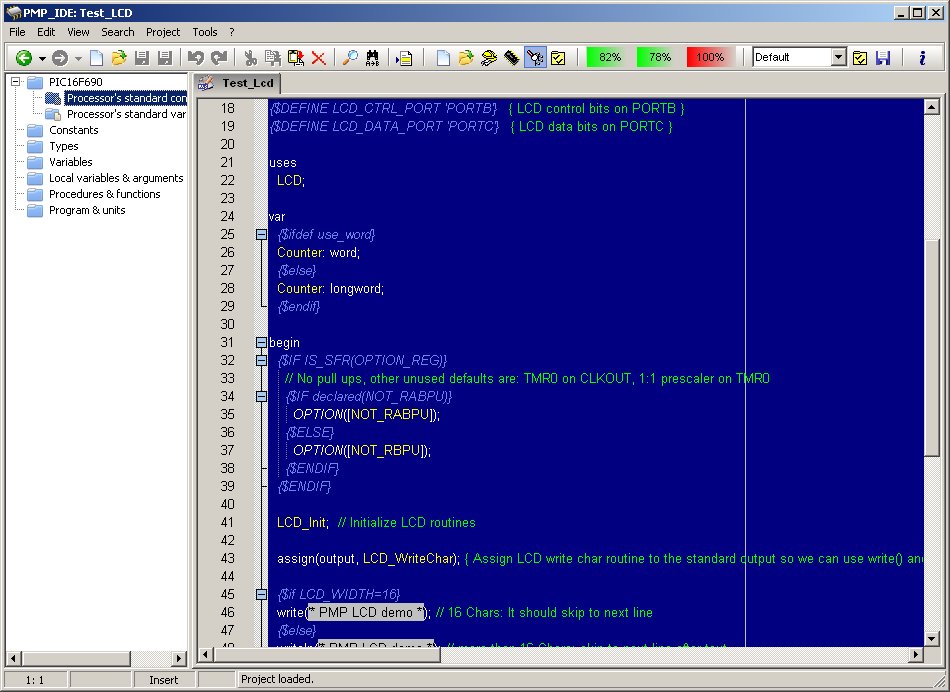 PMP_IDE: Test_LCD
File Edit View Search Project Tools ?
82% 78% 100% Default
PIC16F690
Processor's standard con
Processor's standard var
Constants
Types
Variables
Local variables & arguments
Procedures & functions
Program & units
Test_Lcd
18 {$DEFINE LCD_CTRL_PORT 'PORTB'} { LCD control bits on PORTB }
19 {$DEFINE LCD_DATA_PORT 'PORTC'} { LCD data bits on PORTC }
20
21 uses
22 LCD;
23
24 var
25 {$ifdef use_word}
26 Counter: word;
27 {$else}
28 Counter: longword;
29 {$endif}
30
31 begin
32 {$IF IS_SFR(OPTION_REG)}
33 // No pull ups, other unused defaults are: TMR0 on CLKOUT, 1:1 prescaler on TMR0
34 {$IF declared(NOT_RABPU)}
35 OPTION([NOT_RABPU]);
36 {$ELSE}
37 OPTION([NOT_RBPU]);
38 {$ENDIF}
39 {$ENDIF}
40
41 LCD_Init; // Initialize LCD routines
42
43 assign(output, LCD_WriteChar); { Assign LCD write char routine to the standard output so we can use write() and
44
45 {$if LCD_WIDTH=16}
46 write('* PMP LCD demo *'); // 16 Chars: It should skip to next line
47 {$else}
1: 1 Insert Project loaded.